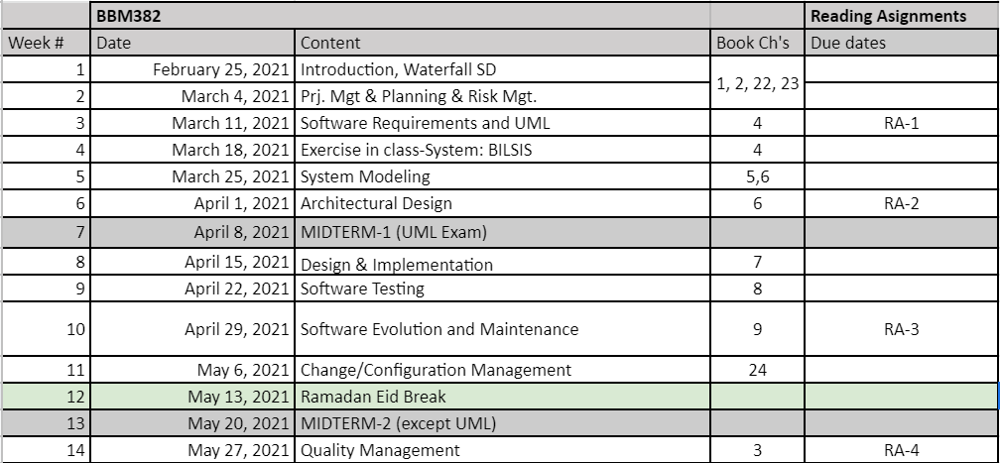 BBM382 Reading Asignments
Week # Date Content Book Ch's Due dates
1 February 25, 2021 Introduction, Waterfall SD 1, 2, 22, 23
2 March 4, 2021 Prj. Mgt & Planning & Risk Mgt.
3 March 11, 2021 Software Requirements and UML 4 RA-1
4 March 18, 2021 Exercise in class-System: BILSIS 4
5 March 25, 2021 System Modeling 5,6
6 April 1, 2021 Architectural Design 6 RA-2
7 April 8, 2021 MIDTERM-1 (UML Exam)
8 April 15, 2021 Design & Implementation 7
9 April 22, 2021 Software Testing 8
10 April 29, 2021 Software Evolution and Maintenance 9 RA-3
11 May 6, 2021 Change/Configuration Management 24
12 May 13, 2021 Ramadan Eid Break
13 May 20, 2021 MIDTERM-2 (except UML)
14 May 27, 2021 Quality Management 3 RA-4